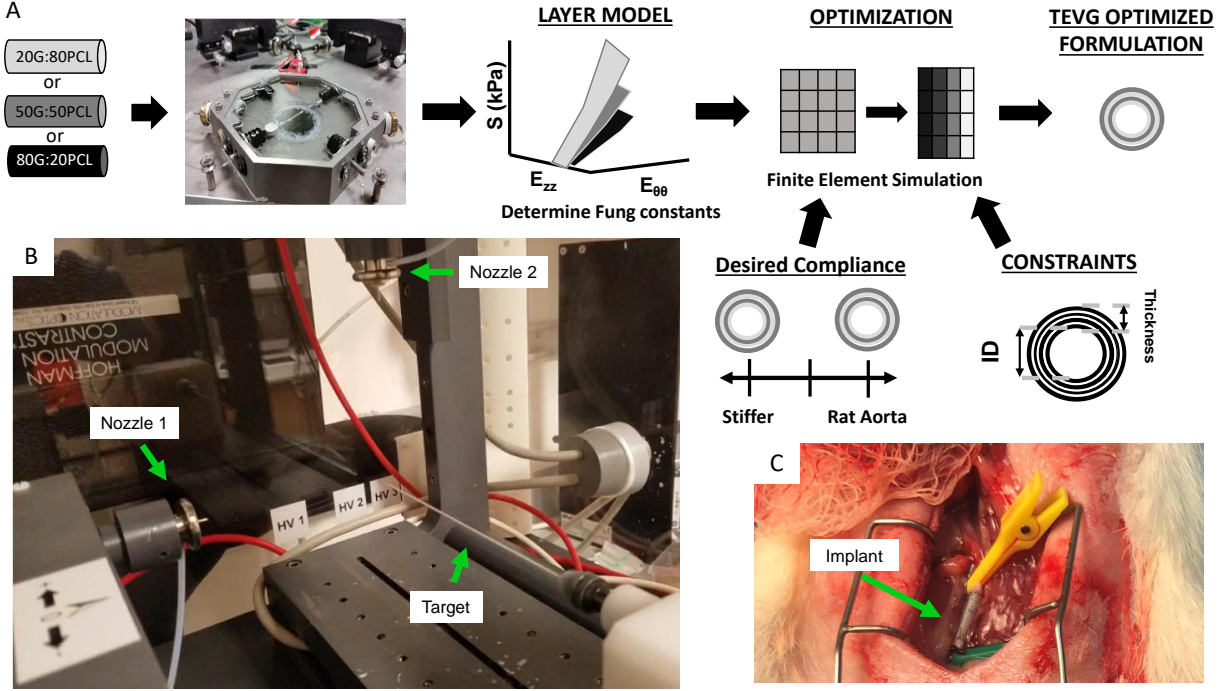 A
LAYER MODEL
OPTIMIZATION
TEVG OPTIMIZED
FORMULATION
20G:80PCL
or
50G:50PCL
or
80G:20PCL
S (kPa)
Ezz
Eθθ
Determine Fung constants
Finite Element Simulation
Desired Compliance
CONSTRAINTS
Stiffer
Rat Aorta
ID
Thickness
B
Nozzle 2
MODULATION OPTICS
HOFFMAN
MODULATION
CONTRAST
Nozzle 1
HV 1
HV 2
HV 3
Target
C
Implant